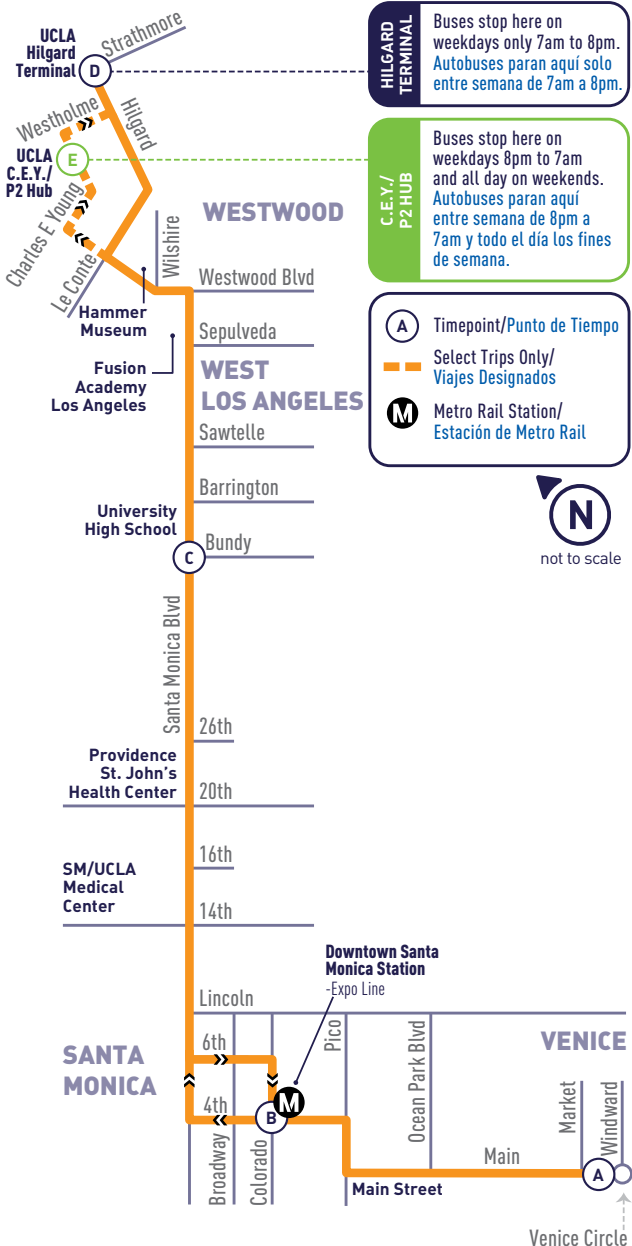 UCLA
Hilgard
Terminal
D
Strathmore
HILGARD
TERMINAL
Buses stop here on
weekdays only 7am to 8pm.
Autobuses paran aquí solo
entre semana de 7am a 8pm.
Westholme
Hilgard
UCLA
C.E.Y./
P2 Hub
E
C.E.Y./
P2 HUB
Buses stop here on
weekdays 8pm to 7am
and all day on weekends.
Autobuses paran aquí
entre semana de 8pm a
7am y todo el día los fines
de semana.
Charles E Young
Le Conte
Wilshire
WESTWOOD
Westwood Blvd
Hammer
Museum
Sepulveda
Fusion
Academy
Los Angeles
WEST
LOS ANGELES
A
Timepoint/Punto de Tiempo
Select Trips Only/
Viajes Designados
M
Metro Rail Station/
Estación de Metro Rail
Sawtelle
Barrington
N
not to scale
University
High School
Bundy
C
Santa Monica Blvd
26th
Providence
St. John's
Health Center
20th
16th
SM/UCLA
Medical
Center
14th
Downtown Santa
Monica Station
-Expo Line
Lincoln
SANTA
MONICA
6th
4th
Broadway
Colorado
B
M
Pico
Ocean Park Blvd
VENICE
Market
Windward
Main
A
Main Street
Venice Circle